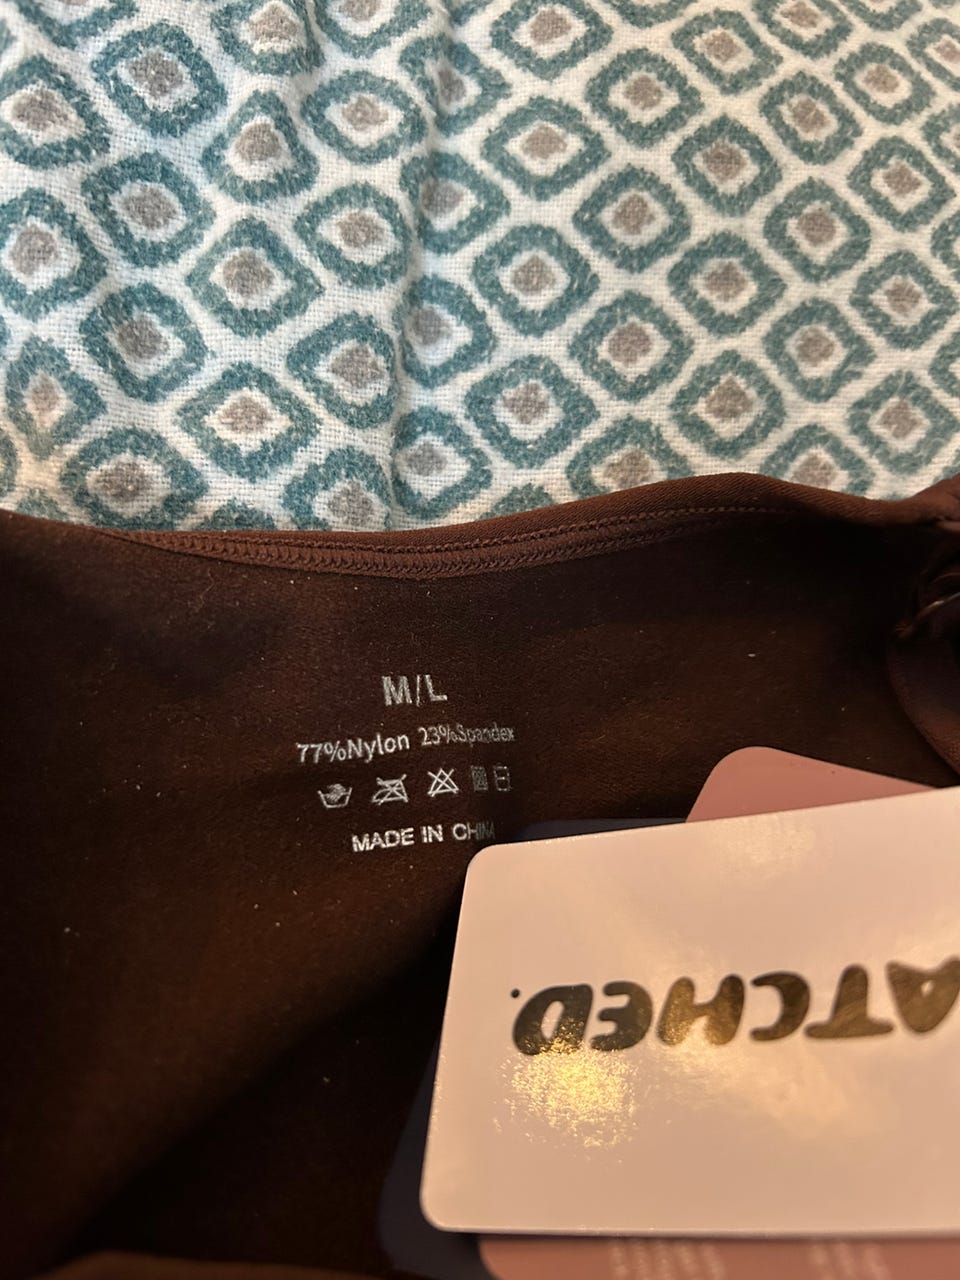 M/L
77%Nylon 23%Spandex
MADE IN CHINA
ATCHED.